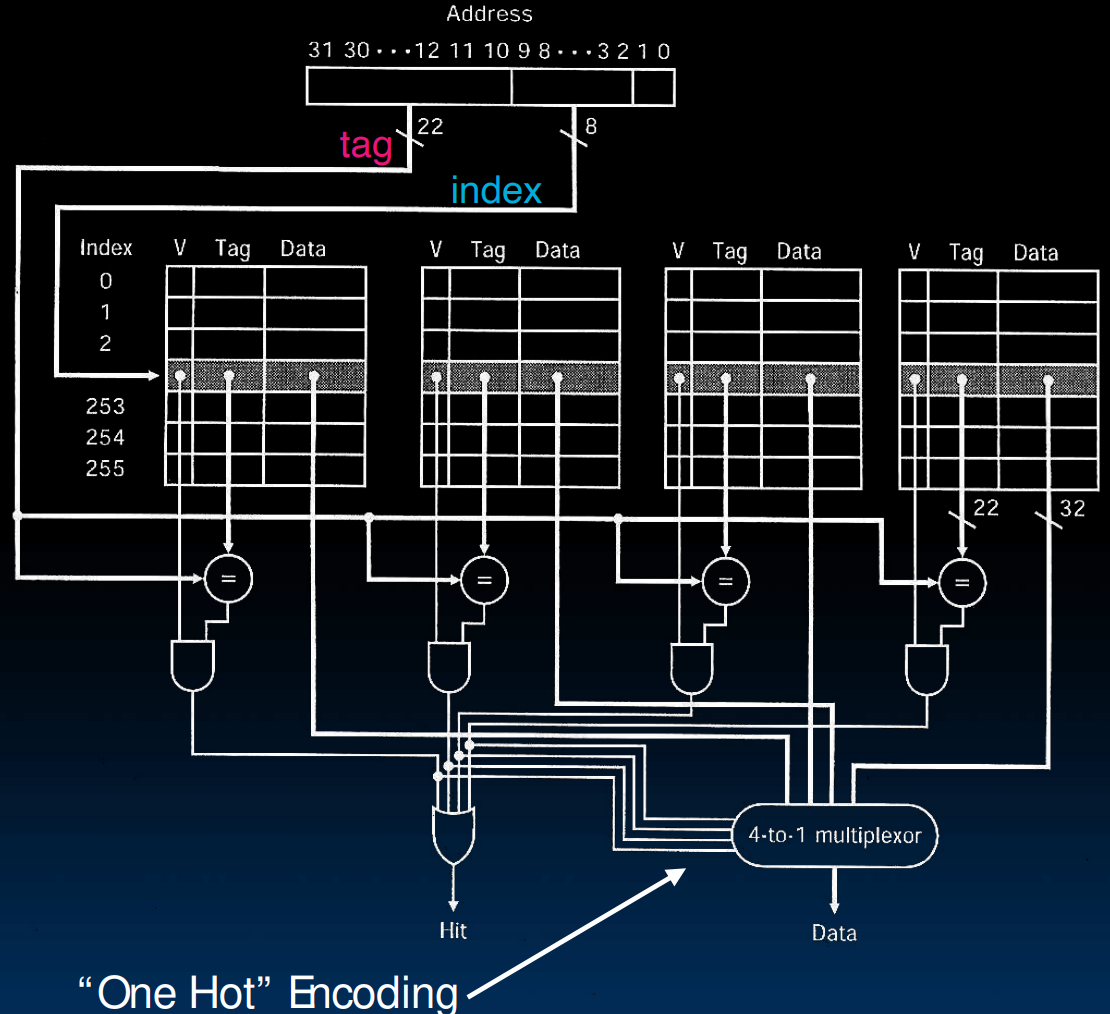 Address
31 30 · · · 12 11 10 9 8 · · · 3 2 1 0
22
8
tag
index
Index V Tag Data V Tag Data V Tag Data V Tag Data
0
1
2
253
254
255
22
32
= = = =
4-to-1 multiplexor
Hit
Data
“One Hot” Encoding